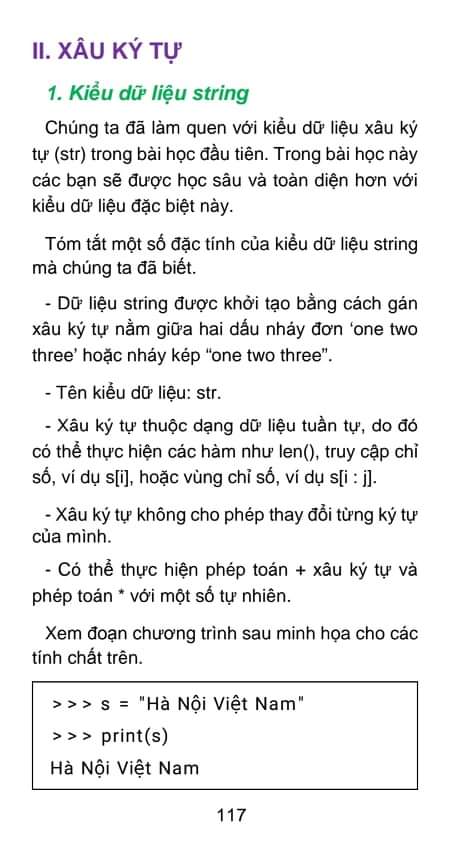 II. XÂU KÝ TỰ
1. Kiểu dữ liệu string
Chúng ta đã làm quen với kiểu dữ liệu xâu ký
tự (str) trong bài học đầu tiên. Trong bài học này
các bạn sẽ được học sâu và toàn diện hơn với
kiểu dữ liệu đặc biệt này.
Tóm tắt một số đặc tính của kiểu dữ liệu string
mà chúng ta đã biết.
- Dữ liệu string được khởi tạo bằng cách gán
xâu ký tự nằm giữa hai dấu nháy đơn ‘one two
three’ hoặc nháy kép “one two three”.
- Tên kiểu dữ liệu: str.
- Xâu ký tự thuộc dạng dữ liệu tuần tự, do đó
có thể thực hiện các hàm như len(), truy cập chỉ
số, ví dụ s[i], hoặc vùng chỉ số, ví dụ s[i : j].
- Xâu ký tự không cho phép thay đổi từng ký tự
của mình.
- Có thể thực hiện phép toán + xâu ký tự và
phép toán * với một số tự nhiên.
Xem đoạn chương trình sau minh họa cho các
tính chất trên.
> > > s = "Hà Nội Việt Nam"
> > > print(s)
Hà Nội Việt Nam
117